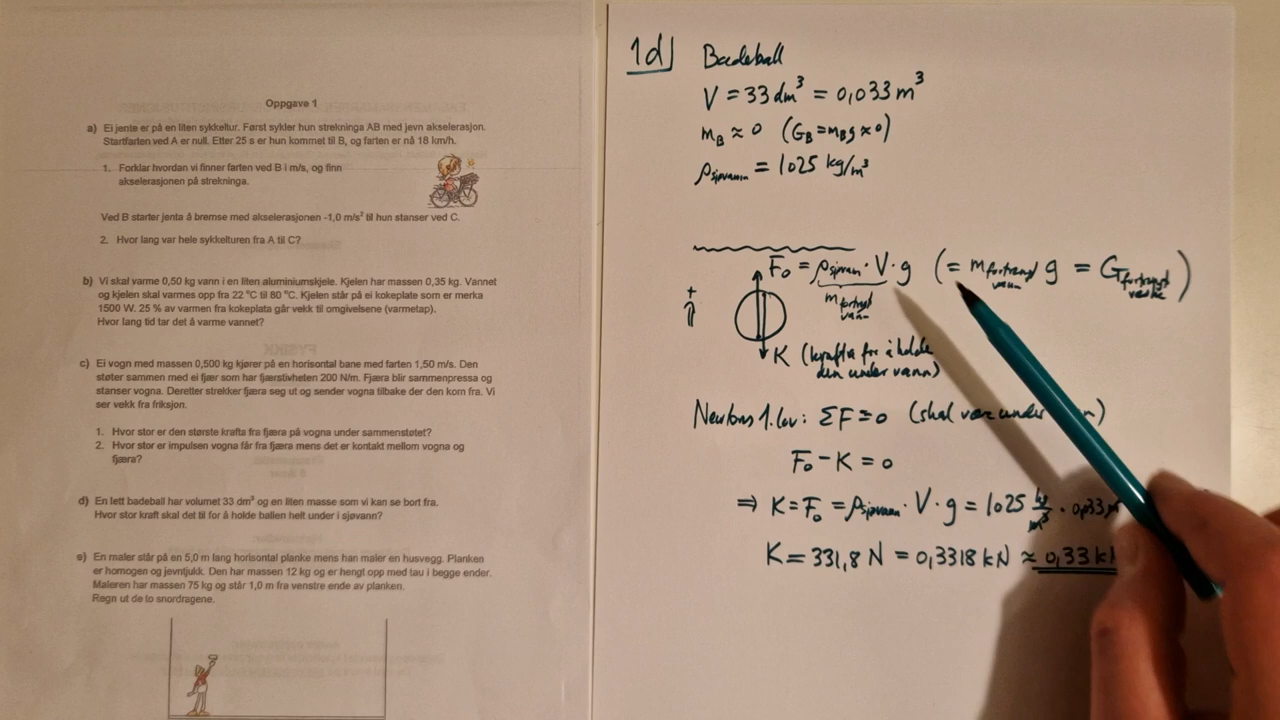 Oppgave 1
a) Ei jente er på en liten sykkeltur. Først sykler hun strekninga AB med jevn akselerasjon.
Startfarten ved A er null. Etter 25 s er hun kommet til B, og farten er nå 18 km/h.
1. Forklar hvordan vi finner farten ved B i m/s, og finn
akselerasjonen på strekninga.
Ved B starter jenta å bremse med akselerasjonen -1,0 m/s² til hun stanser ved C.
2. Hvor lang var hele sykkelturen fra A til C?
b) Vi skal varme 0,50 kg vann i en liten aluminiumskjele. Kjelen har massen 0,35 kg. Vannet
og kjelen skal varmes opp fra 22 °C til 80 °C. Kjelen står på ei kokeplate som er merka
1500 W. 25 % av varmen fra kokeplata går vekk til omgivelsene (varmetap).
Hvor lang tid tar det å varme vannet?
c) Ei vogn med massen 0,500 kg kjører på en horisontal bane med farten 1,50 m/s. Den
støter sammen med ei fjær som har fjærstivheten 200 N/m. Fjæra blir sammenpressa og
stanser vogna. Deretter strekker fjæra seg ut og sender vogna tilbake der den kom fra. Vi
ser vekk fra friksjon.
1. Hvor stor er den største krafta fra fjæra på vogna under sammenstøtet?
2. Hvor stor er impulsen vogna får fra fjæra mens det er kontakt mellom vogna og
fjæra?
d) En lett badeball har volumet 33 dm³ og en liten masse som vi kan se bort fra.
Hvor stor kraft skal det til for å holde ballen helt under i sjøvann?
e) En maler står på en 5,0 m lang horisontal planke mens han maler en husvegg. Planken
er homogen og jevntjukk. Den har massen 12 kg og er hengt opp med tau i begge ender.
Maleren har massen 75 kg og står 1,0 m fra venstre ende av planken.
Regn ut de to snordragene.
1d) Badeball
V = 33 dm³ = 0,033 m³
m_B ≈ 0 (G_B = m_B g ≈ 0)
ρ_sjøvann = 1025 kg/m³
F_o = ρ_sjøvann · V · g (= m_fortrengt vann g = G_fortrengt væske)
m_fortrengt vann
+
K (krafta for å holde
den under vann)
Newtons 1. lov: ΣF = 0 (skal være under
F_o - K = 0
⇒ K = F_o = ρ_sjøvann · V · g = 1025 kg/m³ · 0,033
K = 331,8 N = 0,3318 kN ≈ 0,33 k